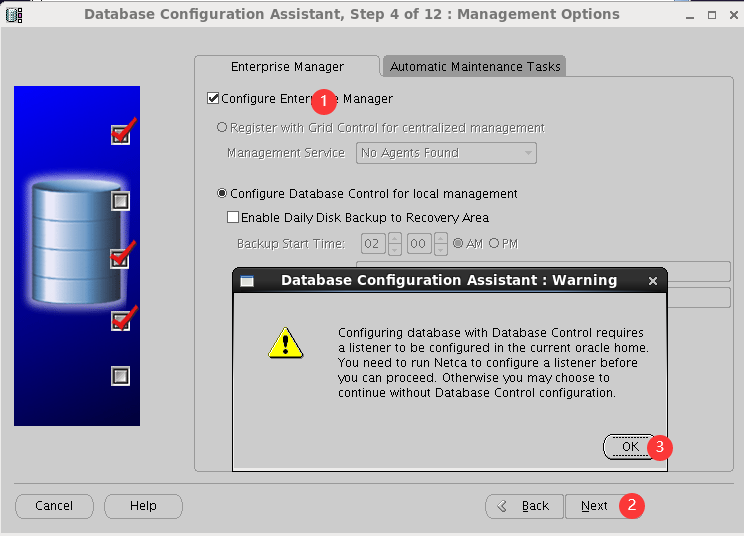 Database Configuration Assistant, Step 4 of 12 : Management Options
Enterprise Manager
Automatic Maintenance Tasks
Configure Enterprise Manager
1
Register with Grid Control for centralized management
Management Service No Agents Found
Configure Database Control for local management
Enable Daily Disk Backup to Recovery Area
Backup Start Time: 02 00 AM PM
Database Configuration Assistant : Warning
Configuring database with Database Control requires
a listener to be configured in the current oracle home.
You need to run Netca to configure a listener before
you can proceed. Otherwise you may choose to
continue without Database Control configuration.
OK
3
Cancel
Help
Back
Next
2